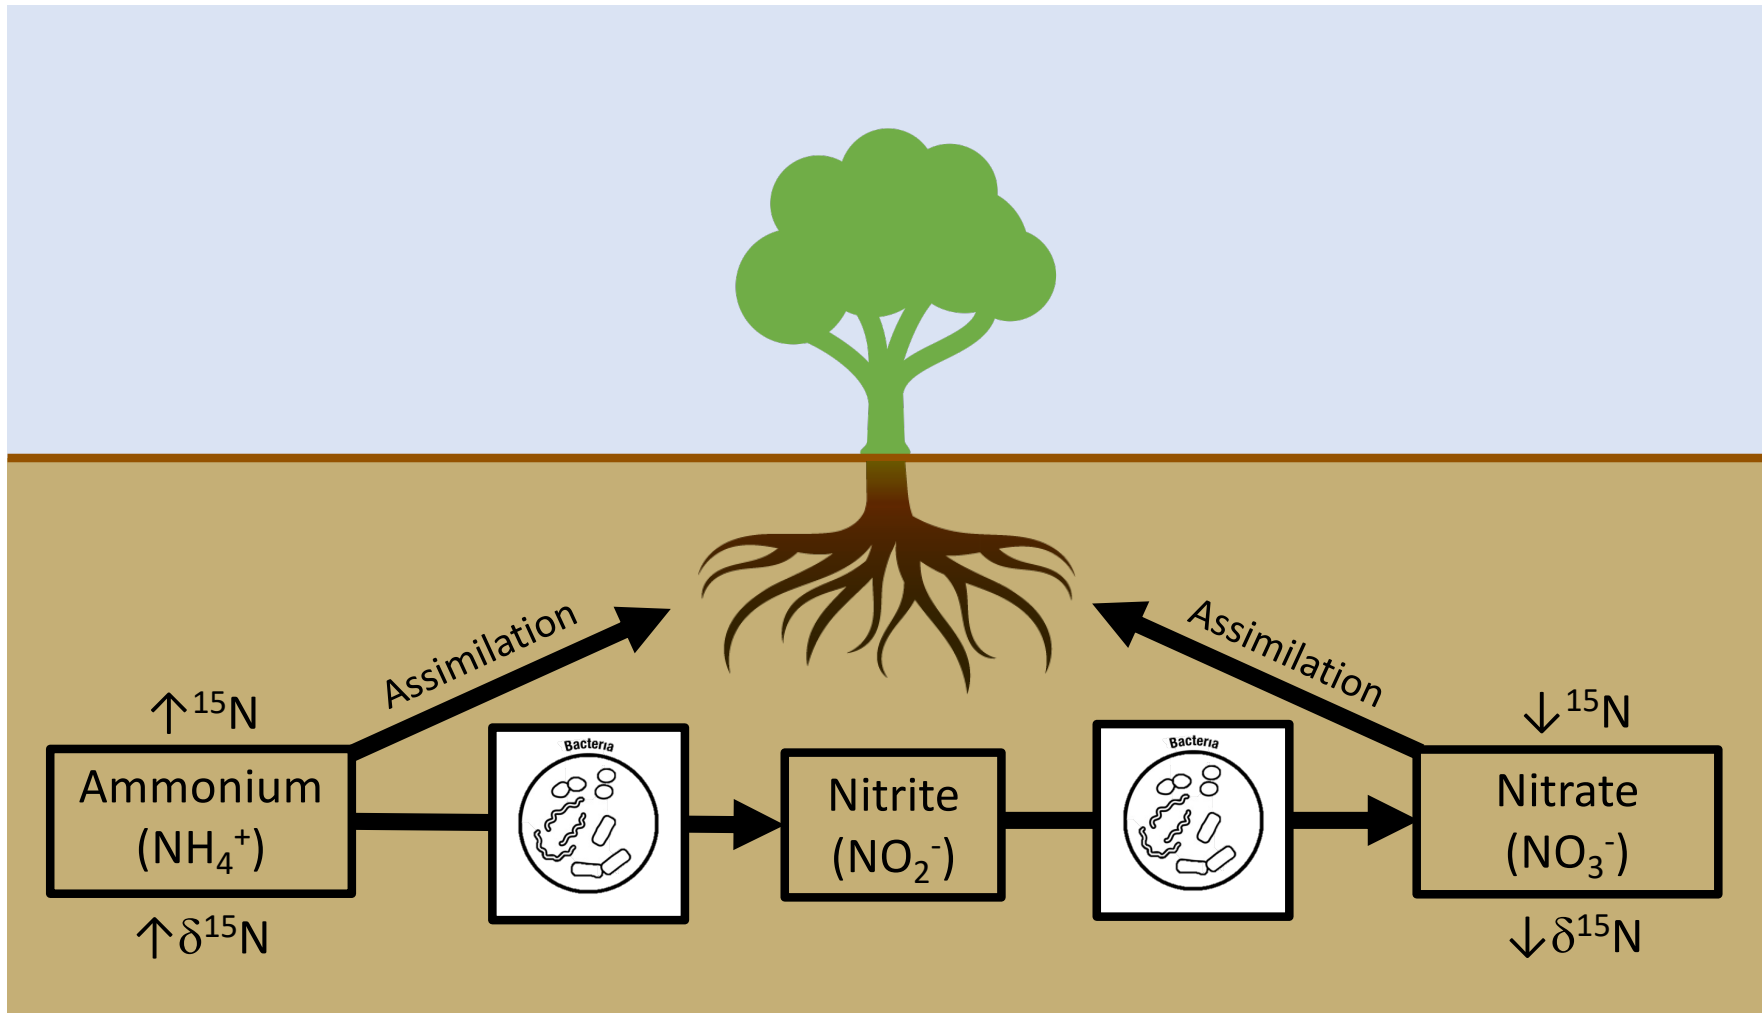 Assimilation
Assimilation
↑ ¹⁵N
↓ ¹⁵N
Bacteria
Bacteria
Ammonium
(NH₄⁺)
Nitrite
(NO₂⁻)
Nitrate
(NO₃⁻)
↑ δ¹⁵N
↓ δ¹⁵N